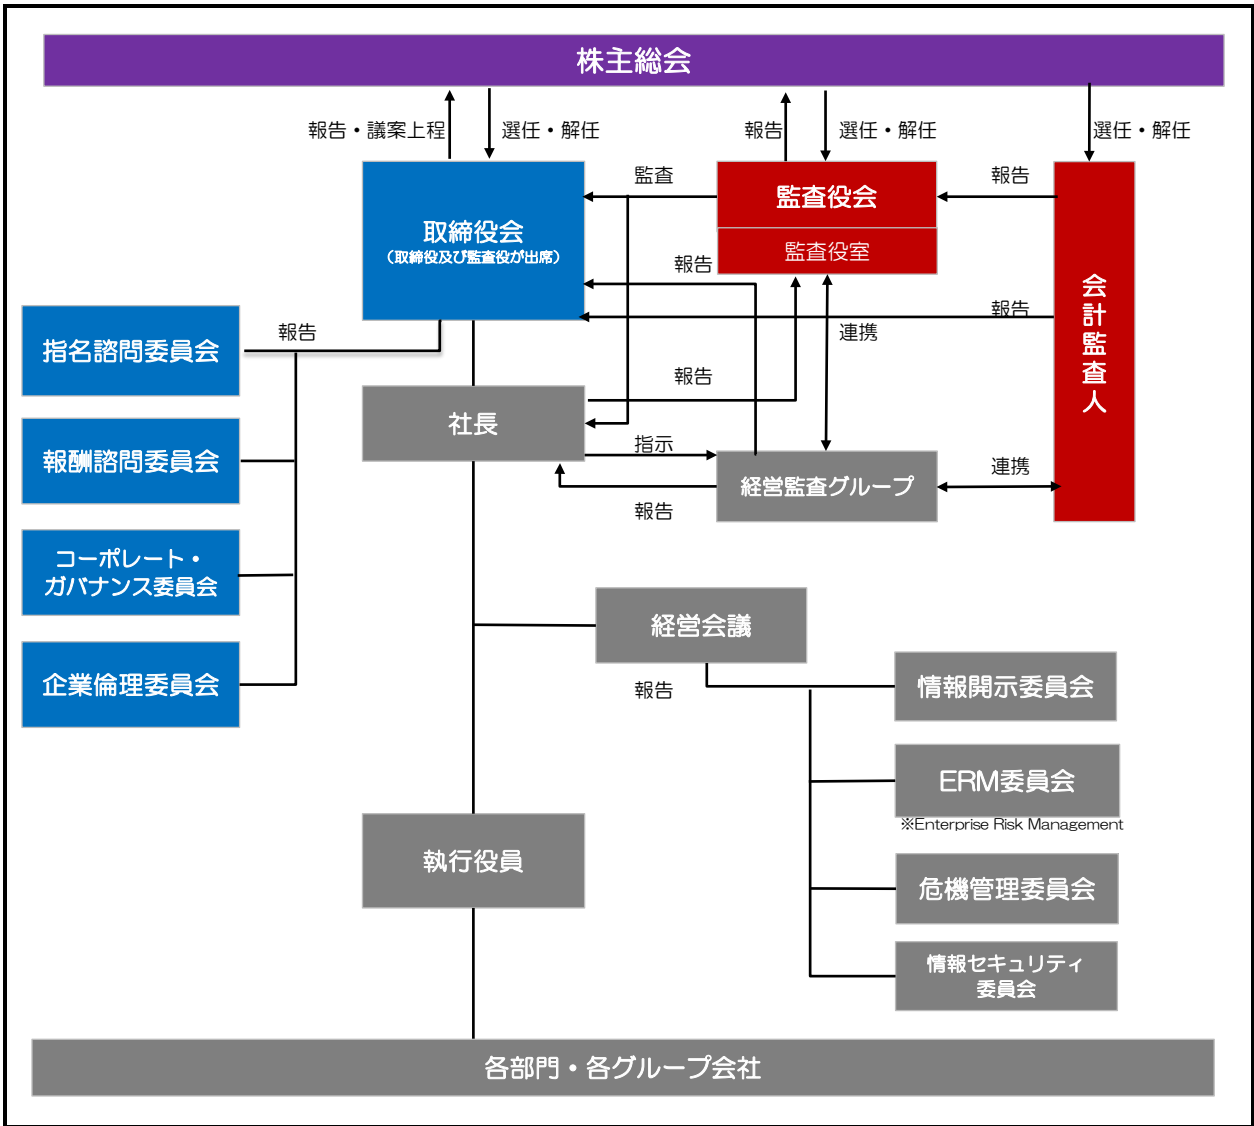 株主総会
報告・議案上程
選任・解任
報告
選任・解任
選任・解任
取締役会
（取締役及び監査役が出席）
監査
監査役会
監査役室
報告
会計監査人
報告
報告
連携
指名諮問委員会
報告
報酬諮問委員会
コーポレート・
ガバナンス委員会
企業倫理委員会
社長
報告
指示
報告
経営監査グループ
連携
経営会議
報告
情報開示委員会
ERM委員会
※Enterprise Risk Management
危機管理委員会
情報セキュリティ
委員会
執行役員
各部門・各グループ会社